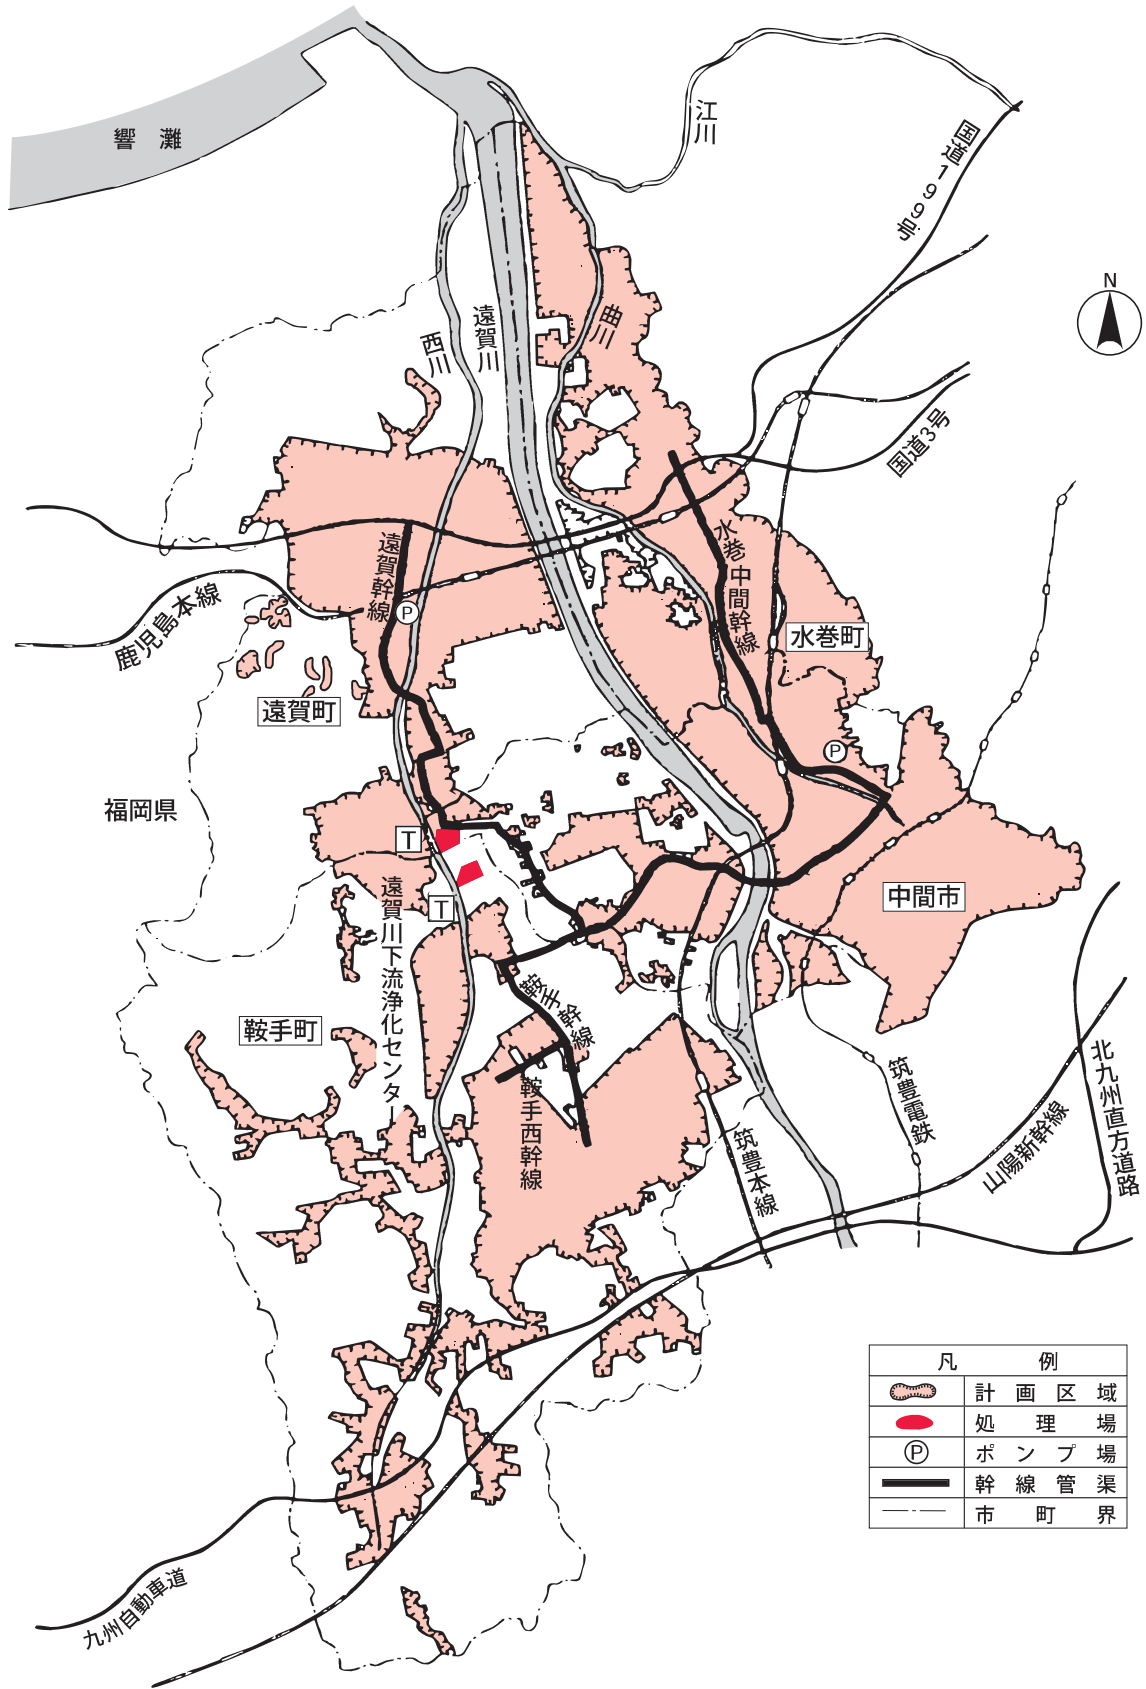 響灘
江川
国道199号
N
遠賀川
西川
曲川
国道3号
遠賀幹線
水巻中間幹線
P
鹿児島本線
水巻町
遠賀町
P
福岡県
T
T
中間市
遠賀川下流浄化センター
鞍手幹線
鞍手町
鞍手西幹線
筑豊電鉄
北九州直方道路
山陽新幹線
筑豊本線
九州自動車道
凡例
計画区域
処理場
P ポンプ場
幹線管渠
市町界